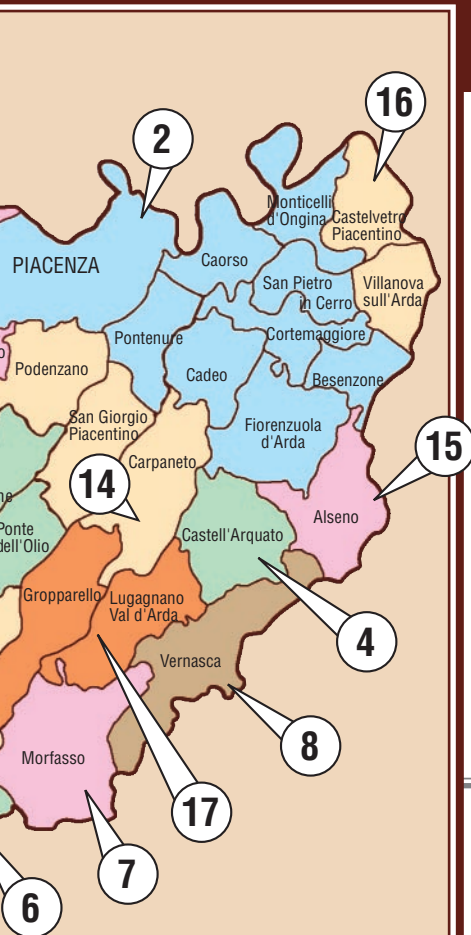 16
2
Monticelli
d'Ongina
Castelvetro
Piacentino
PIACENZA
Caorso
San Pietro
in Cerro
Villanova
sull'Arda
Pontenure
Cortemaggiore
Podenzano
Cadeo
Besenzone
San Giorgio
Piacentino
Fiorenzuola
d'Arda
15
Carpaneto
14
Alseno
Ponte
dell'Olio
Castell'Arquato
Gropparello
Lugagnano
Val d'Arda
4
Vernasca
8
Morfasso
17
7
6